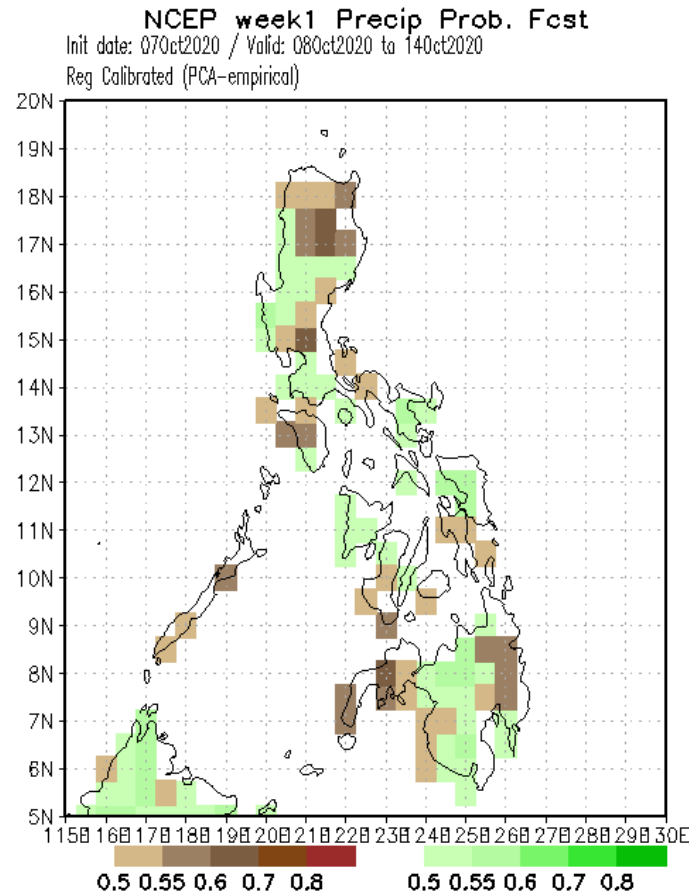 NCEP week1 Precip Prob. Fcst
Init date: 07Oct2020 / Valid: 08Oct2020 to 14Oct2020
Reg Calibrated (PCA-empirical)
20N
19N
18N
17N
16N
15N
14N
13N
12N
11N
10N
9N
8N
7N
6N
5N
115E 116E 117E 118E 119E 120E 121E 122E 123E 124E 125E 126E 127E 128E 129E 130E
0.5 0.55 0.6 0.7 0.8 0.5 0.55 0.6 0.7 0.8